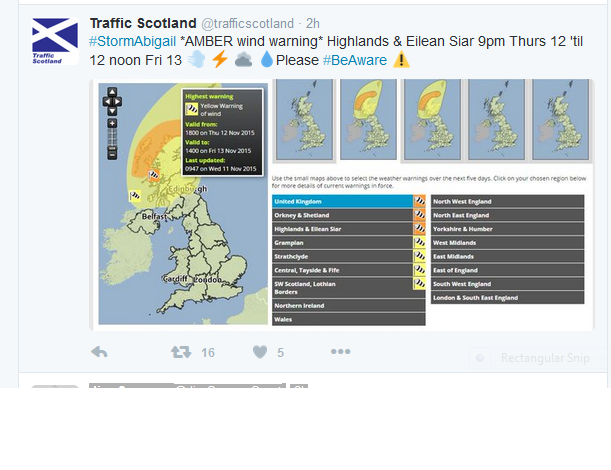 Traffic Scotland @trafficscotland · 2h
#StormAbigail *AMBER wind warning* Highlands & Eilean Siar 9pm Thurs 12 'til
12 noon Fri 13 💨⚡☁💧Please #BeAware ⚠
Traffic
Scotland
Highest warning
Yellow Warning
of wind
Valid from:
1800 on Thu 12 Nov 2015
Valid to:
1400 on Fri 13 Nov 2015
Last updated:
0947 on Wed 11 Nov 2015
Edinburgh
Belfast
Cardiff
London
Use the small maps above to select the weather warnings over the next five days. Click on your chosen region below
for more details of current warnings in force.
United Kingdom
Orkney & Shetland
Highlands & Eilean Siar
Grampian
Strathclyde
Central, Tayside & Fife
SW Scotland, Lothian
Borders
Northern Ireland
Wales
North West England
North East England
Yorkshire & Humber
West Midlands
East Midlands
East of England
South West England
London & South East England
16
5
Rectangular Snip